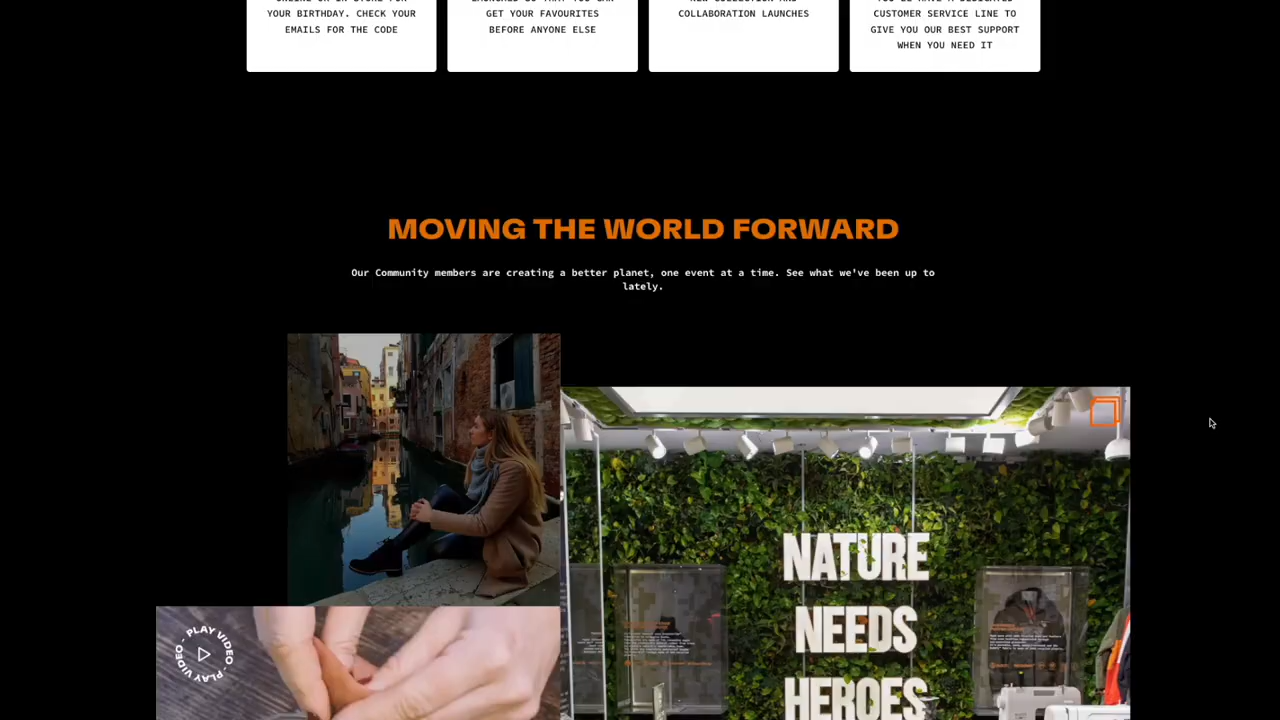 YOUR BIRTHDAY. CHECK YOUR
EMAILS FOR THE CODE
GET YOUR FAVOURITES
BEFORE ANYONE ELSE
COLLABORATION LAUNCHES
CUSTOMER SERVICE LINE TO
GIVE YOU OUR BEST SUPPORT
WHEN YOU NEED IT
MOVING THE WORLD FORWARD
Our Community members are creating a better planet, one event at a time. See what we've been up to
lately.
PLAY VIDEO - PLAY VIDEO -
NATURE
NEEDS
HEROES